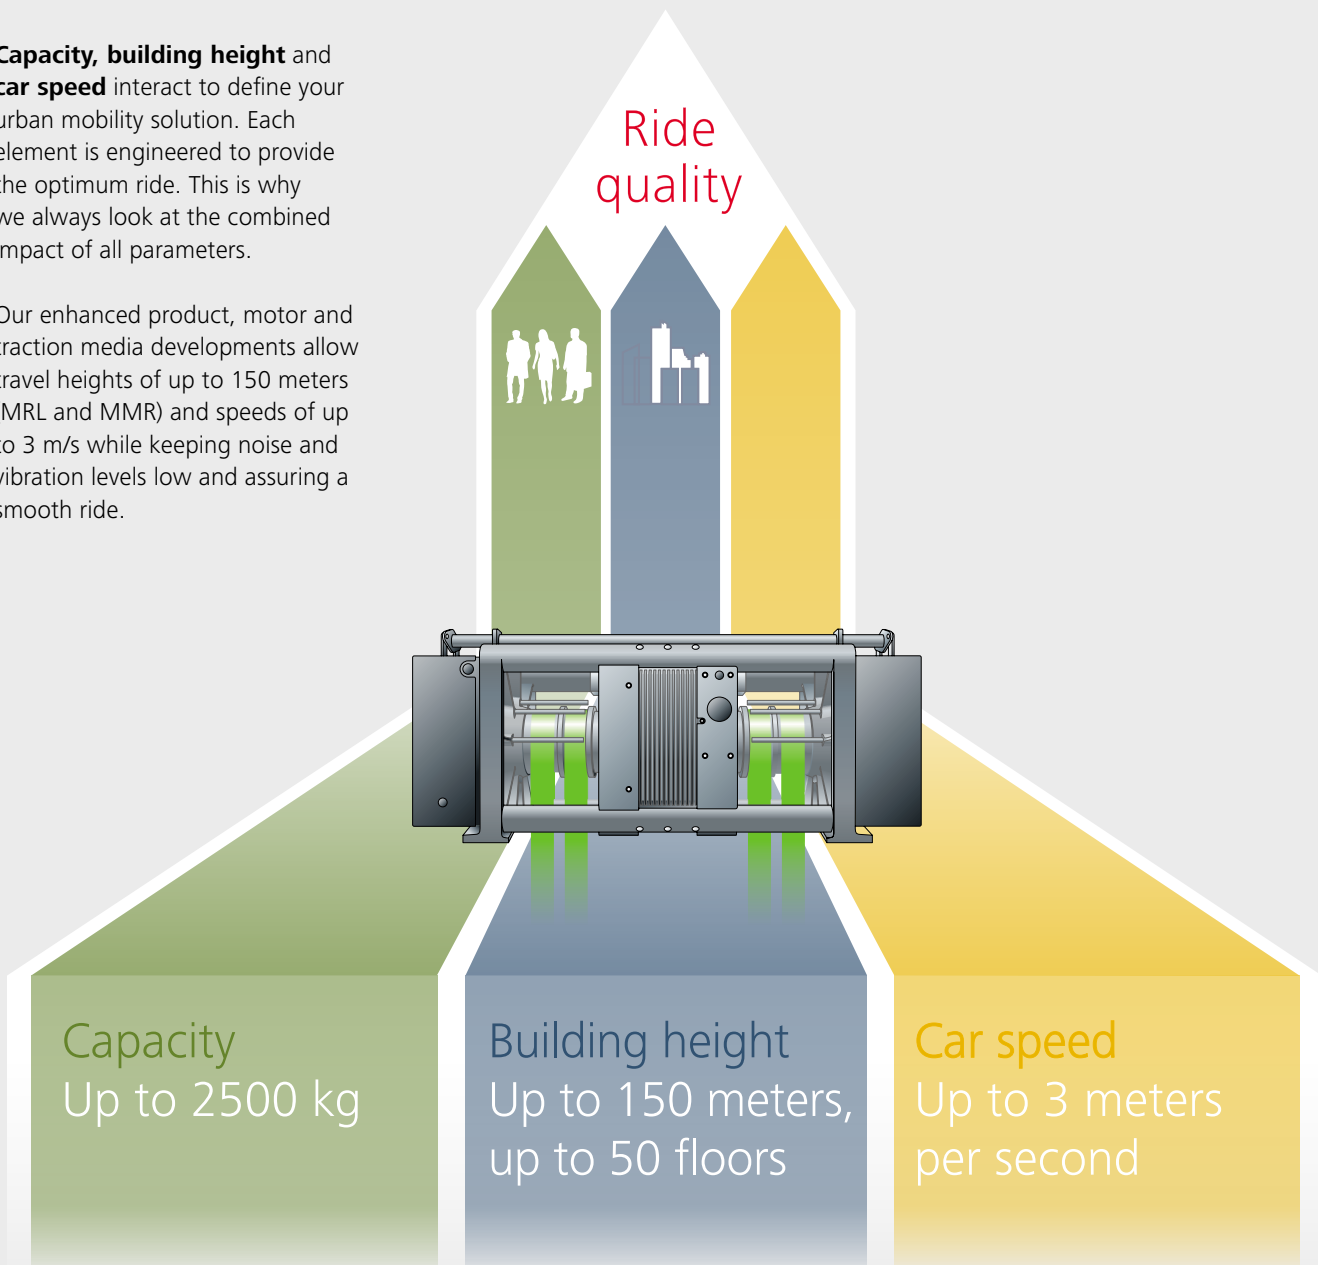 Capacity, building height and
car speed interact to define your
urban mobility solution. Each
element is engineered to provide
the optimum ride. This is why
we always look at the combined
impact of all parameters.
Our enhanced product, motor and
traction media developments allow
travel heights of up to 150 meters
(MRL and MMR) and speeds of up
to 3 m/s while keeping noise and
vibration levels low and assuring a
smooth ride.
Ride
quality
Capacity
Up to 2500 kg
Building height
Up to 150 meters,
up to 50 floors
Car speed
Up to 3 meters
per second